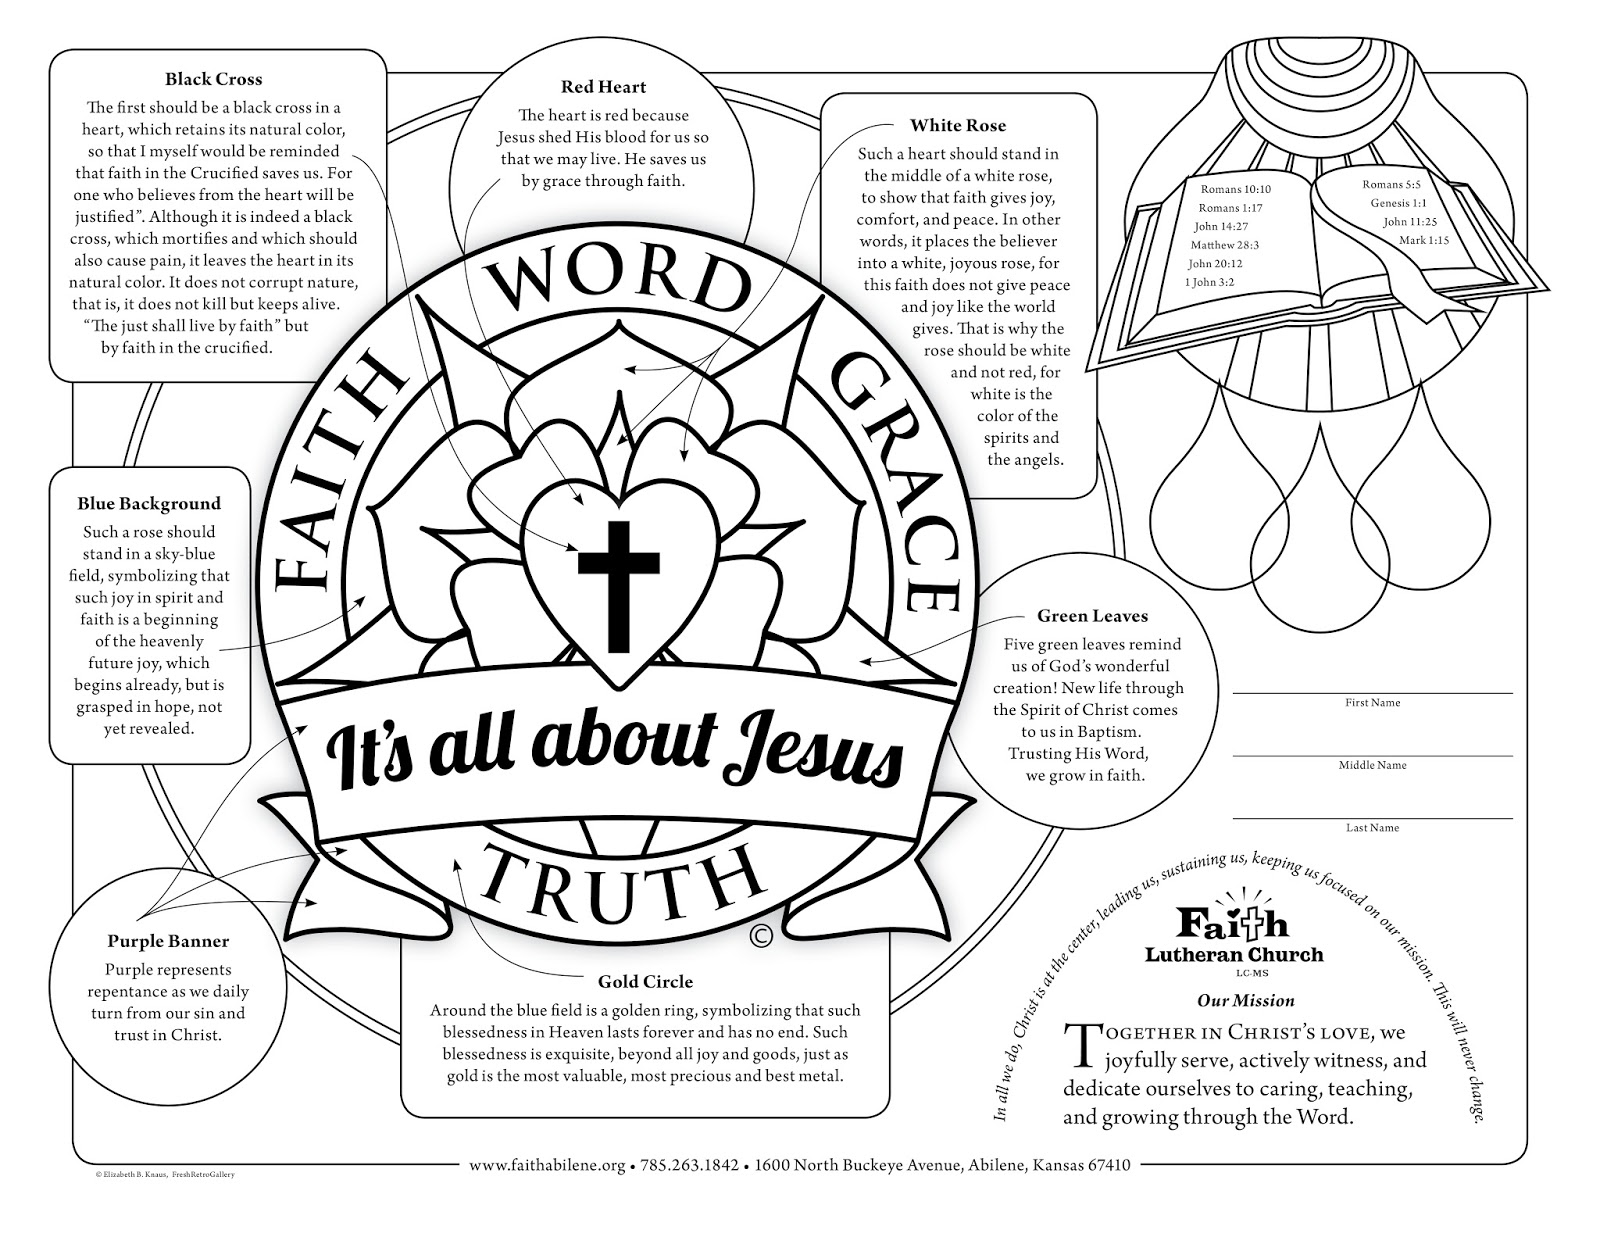 Black Cross
The first should be a black cross in a
heart, which retains its natural color,
so that I myself would be reminded
that faith in the Crucified saves us. For
one who believes from the heart will be
justified”. Although it is indeed a black
cross, which mortifies and which should
also cause pain, it leaves the heart in its
natural color. It does not corrupt nature,
that is, it does not kill but keeps alive.
“The just shall live by faith” but
by faith in the crucified.
Red Heart
The heart is red because
Jesus shed His blood for us so
that we may live. He saves us
by grace through faith.
White Rose
Such a heart should stand in
the middle of a white rose,
to show that faith gives joy,
comfort, and peace. In other
words, it places the believer
into a white, joyous rose, for
this faith does not give peace
and joy like the world
gives. That is why the
rose should be white
and not red, for
white is the
color of the
spirits and
the angels.
Romans 10:10
Romans 1:17
John 14:27
Matthew 28:3
John 20:12
1 John 3:2
Romans 5:5
Genesis 1:1
John 11:25
Mark 1:15
FAITH
WORD
GRACE
It's all about Jesus
TRUTH
©
Blue Background
Such a rose should
stand in a sky-blue
field, symbolizing that
such joy in spirit and
faith is a beginning
of the heavenly
future joy, which
begins already, but is
grasped in hope, not
yet revealed.
Green Leaves
Five green leaves remind
us of God’s wonderful
creation! New life through
the Spirit of Christ comes
to us in Baptism.
Trusting His Word,
we grow in faith.
First Name
Middle Name
Last Name
Purple Banner
Purple represents
repentance as we daily
turn from our sin and
trust in Christ.
Gold Circle
Around the blue field is a golden ring, symbolizing that such
blessedness in Heaven lasts forever and has no end. Such
blessedness is exquisite, beyond all joy and goods, just as
gold is the most valuable, most precious and best metal.
In all we do, Christ is at the center, leading us, sustaining us, keeping us focused on our mission. This will never change.
Faith
Lutheran Church
LC-MS
Our Mission
TOGETHER IN CHRIST’S LOVE, we
joyfully serve, actively witness, and
dedicate ourselves to caring, teaching,
and growing through the Word.
www.faithabilene.org • 785.263.1842 • 1600 North Buckeye Avenue, Abilene, Kansas 67410
© Elizabeth B. Knaus, FreshRetroGallery